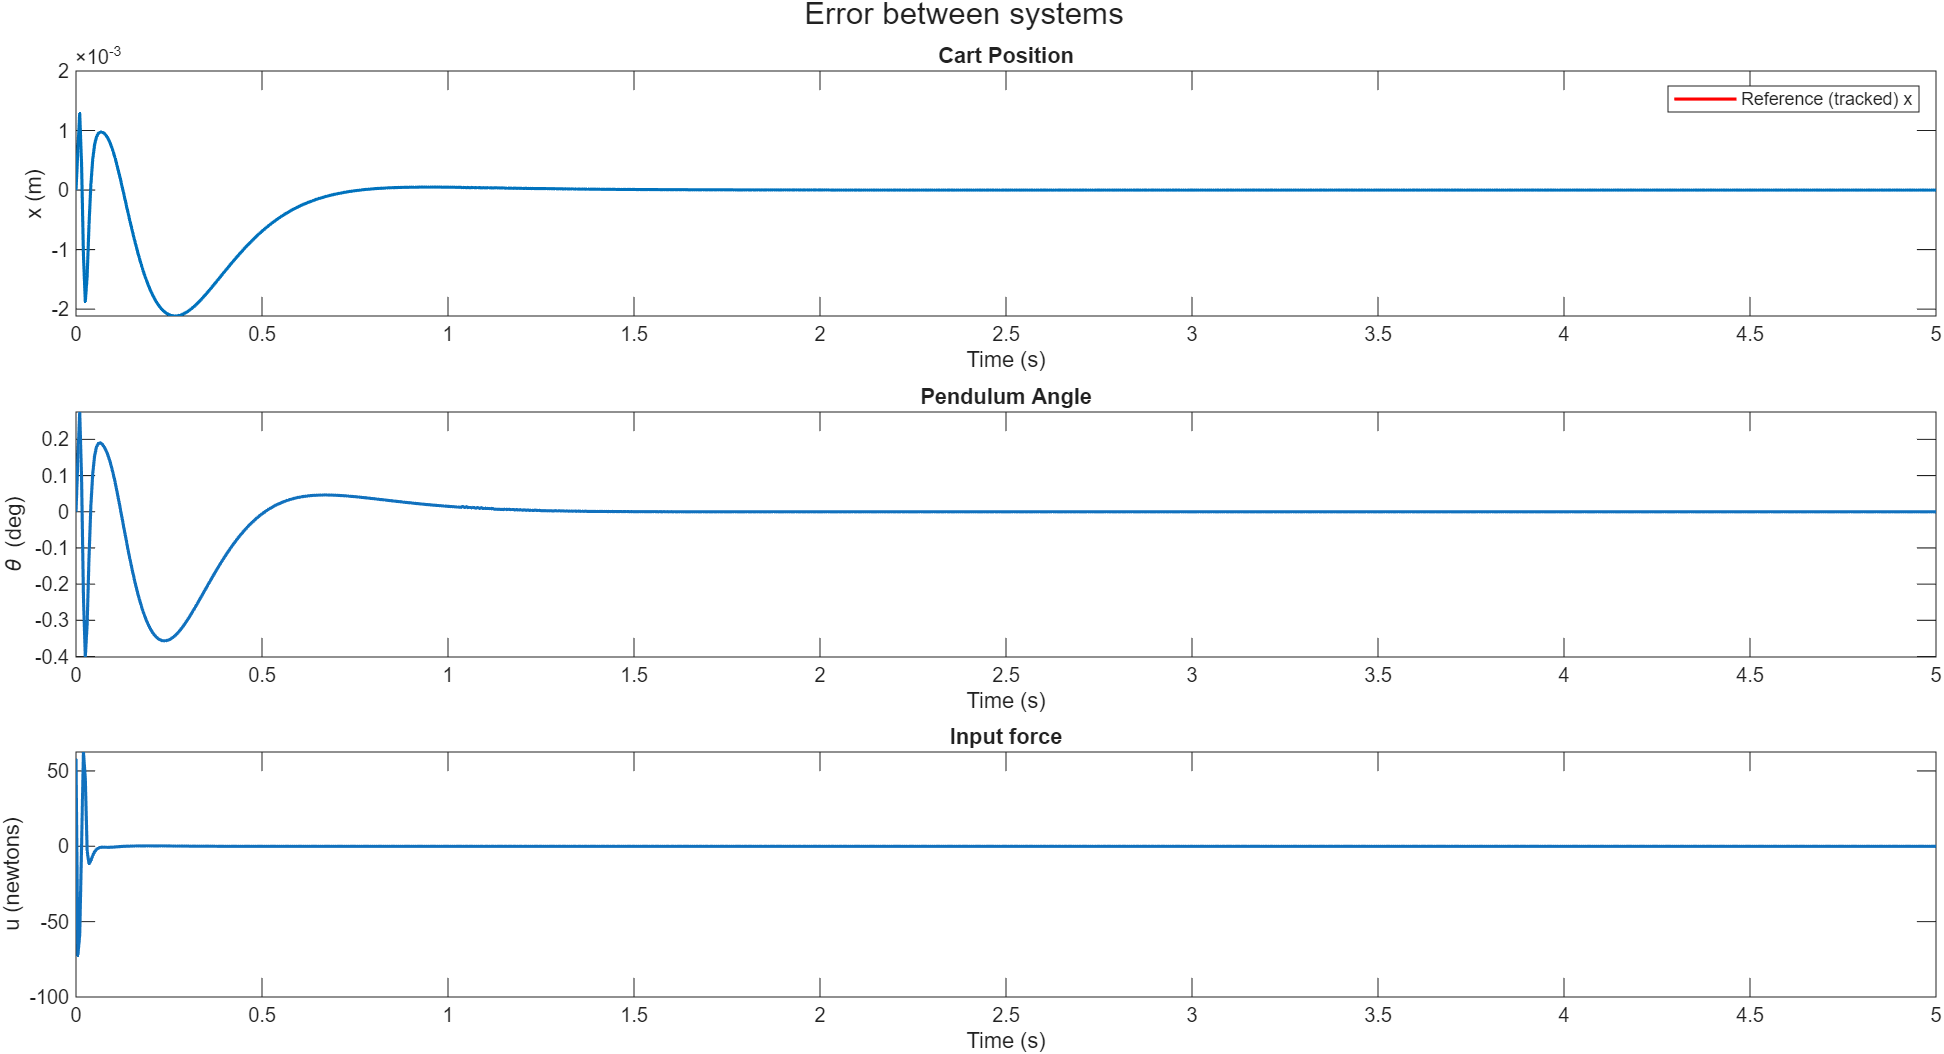 Error between systems
Cart Position
×10-3
2
1
0
-1
-2
x (m)
Reference (tracked) x
0 0.5 1 1.5 2 2.5 3 3.5 4 4.5 5
Time (s)
Pendulum Angle
0.2
0.1
0
-0.1
-0.2
-0.3
-0.4
θ (deg)
0 0.5 1 1.5 2 2.5 3 3.5 4 4.5 5
Time (s)
Input force
50
0
-50
-100
u (newtons)
0 0.5 1 1.5 2 2.5 3 3.5 4 4.5 5
Time (s)